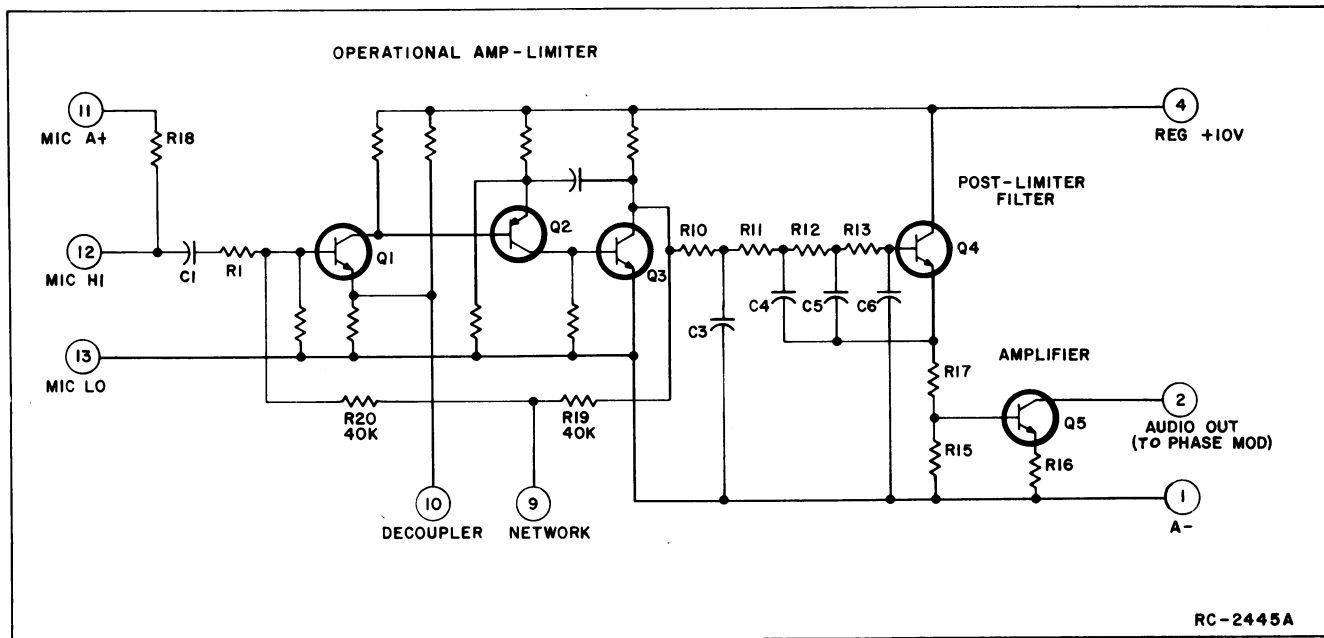 OPERATIONAL AMP-LIMITER
11
MIC A+
R18
4
REG +10V
POST-LIMITER
FILTER
12
MIC HI
C1
R1
Q1
Q2
Q3
R10
R11
R12
R13
Q4
C3
C4
C5
C6
13
MIC LO
AMPLIFIER
R17
R20
40K
R19
40K
Q5
2
AUDIO OUT
(TO PHASE MOD)
R15
R16
10
DECOUPLER
9
NETWORK
1
A-
RC-2445A